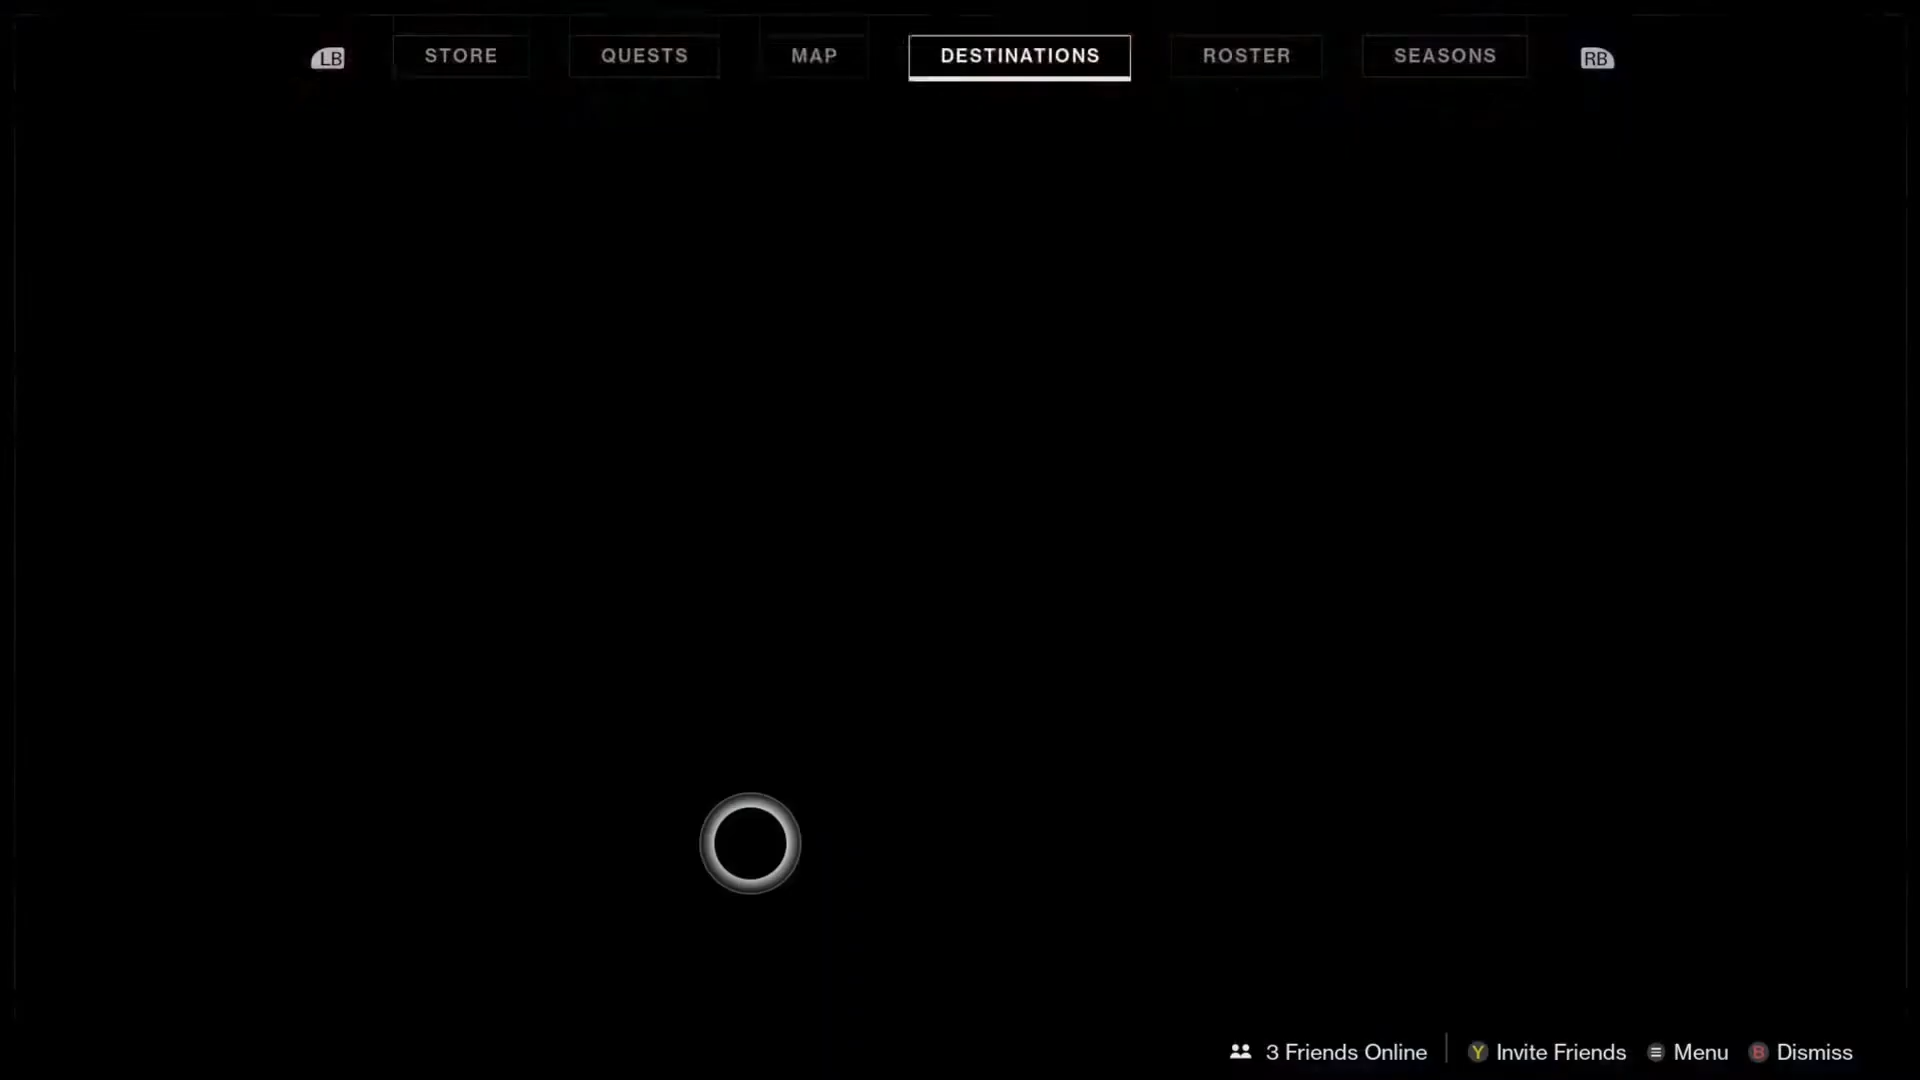 LB STORE QUESTS MAP DESTINATIONS ROSTER SEASONS RB
3 Friends Online Y Invite Friends Menu B Dismiss